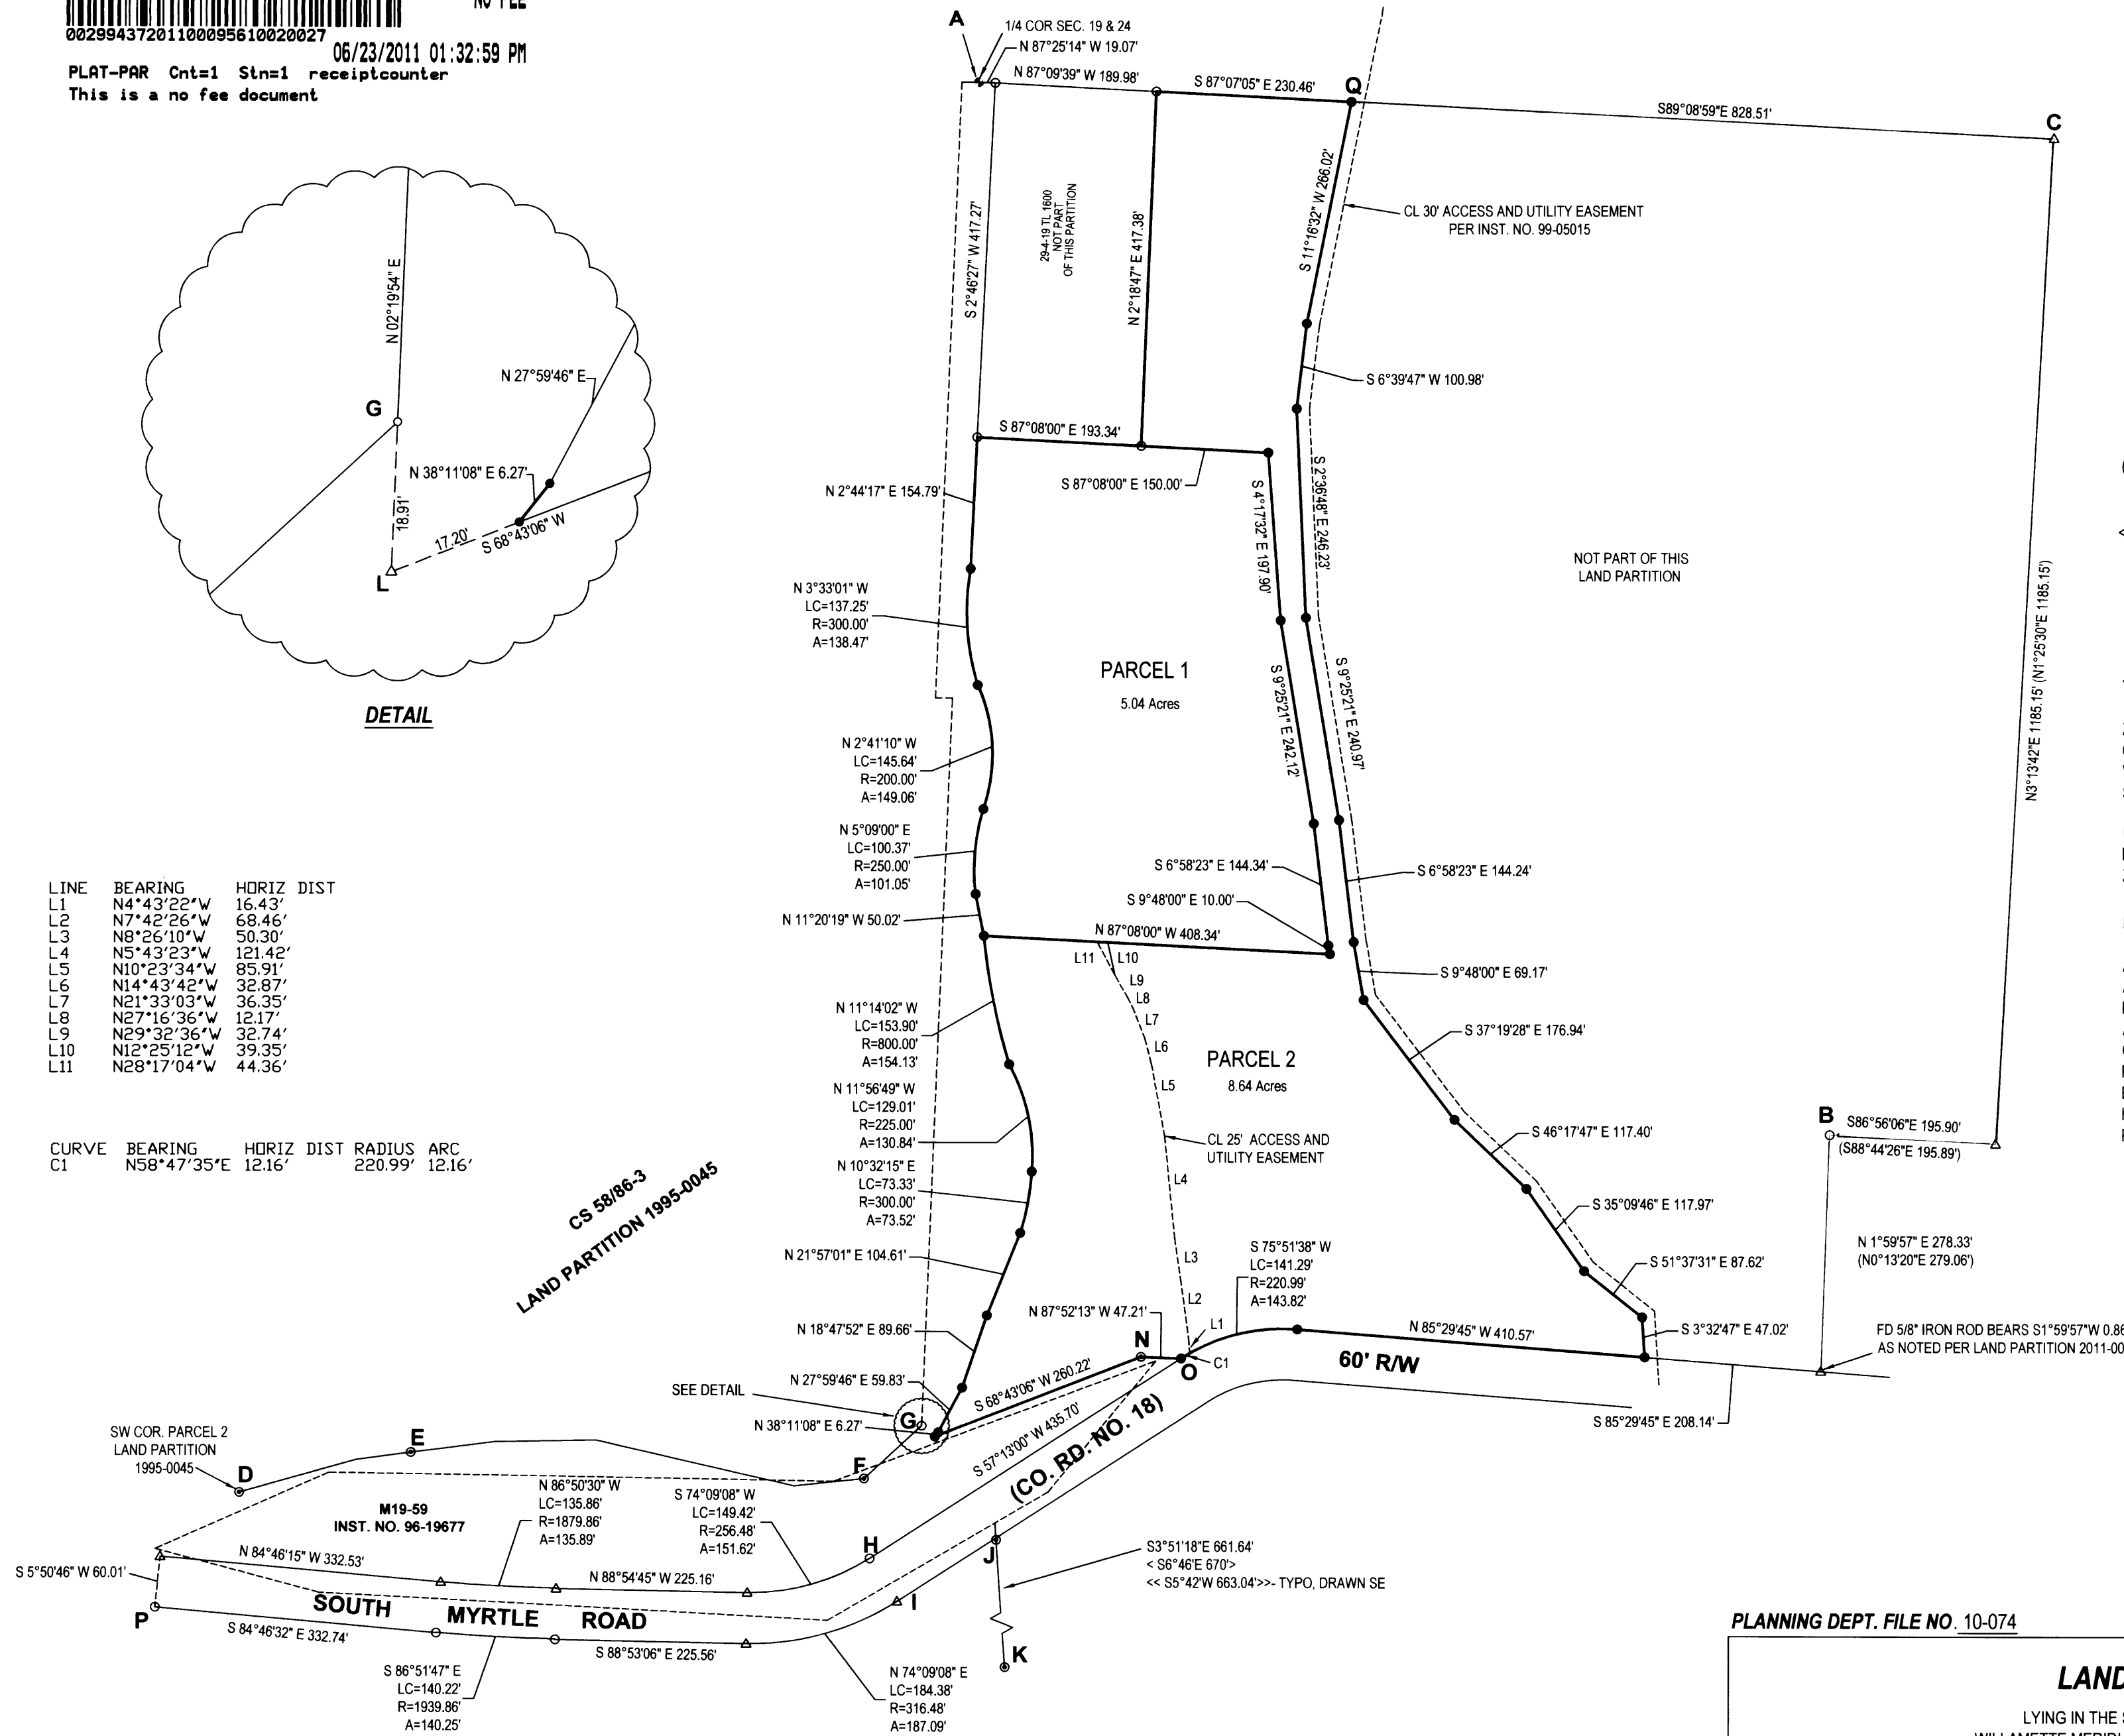 NO FEE
00299437201100095610020027
06/23/2011 01:32:59 PM
PLAT-PAR Cnt=1 Stn=1 receiptcounter
This is a no fee document
A
1/4 COR SEC. 19 & 24
N 87°25'14" W 19.07'
N 87°09'39" W 189.98'
S 87°07'05" E 230.46'
Q
S89°08'59"E 828.51'
C
S 2°46'27" W 417.27'
29-4-19 TL 1600
NOT PART
OF THIS PARTITION
N 2°18'47" E 417.38'
S 11°16'32" W 266.02'
CL 30' ACCESS AND UTILITY EASEMENT
PER INST. NO. 99-05015
S 6°39'47" W 100.98'
N 02°19'54" E
N 27°59'46" E
G
N 38°11'08" E 6.27'
18.91'
17.20'
S 68°43'06" W
L
DETAIL
S 87°08'00" E 193.34'
S 87°08'00" E 150.00'
N 2°44'17" E 154.79'
S 4°17'32" E 197.90'
S 2°36'48" E 246.23'
NOT PART OF THIS
LAND PARTITION
N3°13'42"E 1185.15' (N1°25'30"E 1185.15')
N 3°33'01" W
LC=137.25'
R=300.00'
A=138.47'
PARCEL 1
5.04 Acres
S 9°25'21" E 242.12'
S 9°25'21" E 240.97'
N 2°41'10" W
LC=145.64'
R=200.00'
A=149.06'
N 5°09'00" E
LC=100.37'
R=250.00'
A=101.05'
S 6°58'23" E 144.34'
S 6°58'23" E 144.24'
S 9°48'00" E 10.00'
N 11°20'19" W 50.02'
N 87°08'00" W 408.34'
S 9°48'00" E 69.17'
LINE BEARING HORIZ DIST
L1 N4°43'22"W 16.43'
L2 N7°42'26"W 68.46'
L3 N8°26'10"W 50.30'
L4 N5°43'23"W 121.42'
L5 N10°23'34"W 85.91'
L6 N14°43'42"W 32.87'
L7 N21°33'03"W 36.35'
L8 N27°16'36"W 12.17'
L9 N29°32'36"W 32.74'
L10 N12°25'12"W 39.35'
L11 N28°17'04"W 44.36'
CURVE BEARING HORIZ DIST RADIUS ARC
C1 N58°47'35"E 12.16' 220.99' 12.16'
L11
L10
L9
L8
L7
L6
L5
L4
L3
L2
L1
N 11°14'02" W
LC=153.90'
R=800.00'
A=154.13'
PARCEL 2
8.64 Acres
S 37°19'28" E 176.94'
N 11°56'49" W
LC=129.01'
R=225.00'
A=130.84'
CL 25' ACCESS AND
UTILITY EASEMENT
S 46°17'47" E 117.40'
B
S86°56'06"E 195.90'
(S88°44'26"E 195.89')
N 10°32'15" E
LC=73.33'
R=300.00'
A=73.52'
CS 58/86-3
LAND PARTITION 1995-0045
S 35°09'46" E 117.97'
N 21°57'01" E 104.61'
S 75°51'38" W
LC=141.29'
R=220.99'
A=143.82'
N 1°59'57" E 278.33'
(N0°13'20"E 279.06')
S 51°37'31" E 87.62'
N 18°47'52" E 89.66'
N 87°52'13" W 47.21'
N
O
C1
N 85°29'45" W 410.57'
S 3°32'47" E 47.02'
FD 5/8" IRON ROD BEARS S1°59'57"W 0.86
AS NOTED PER LAND PARTITION 2011-00
60' R/W
N 27°59'46" E 59.83'
S 68°43'06" W 260.22'
SEE DETAIL
G
N 38°11'08" E 6.27'
S 85°29'45" E 208.14'
S 57°13'00" W 435.70'
(CO. RD. NO. 18)
SW COR. PARCEL 2
LAND PARTITION
1995-0045
D
E
F
M19-59
INST. NO. 96-19677
N 86°50'30" W
LC=135.86'
R=1879.86'
A=135.89'
S 74°09'08" W
LC=149.42'
R=256.48'
A=151.62'
H
J
S3°51'18"E 661.64'
< S6°46'E 670'>
<< S5°42'W 663.04'>>- TYPO, DRAWN SE
S 5°50'46" W 60.01'
N 84°46'15" W 332.53'
N 88°54'45" W 225.16'
I
P
SOUTH MYRTLE ROAD
S 84°46'32" E 332.74'
S 88°53'06" E 225.56'
K
S 86°51'47" E
LC=140.22'
R=1939.86'
A=140.25'
N 74°09'08" E
LC=184.38'
R=316.48'
A=187.09'
PLANNING DEPT. FILE NO. 10-074
LAND
LYING IN THE